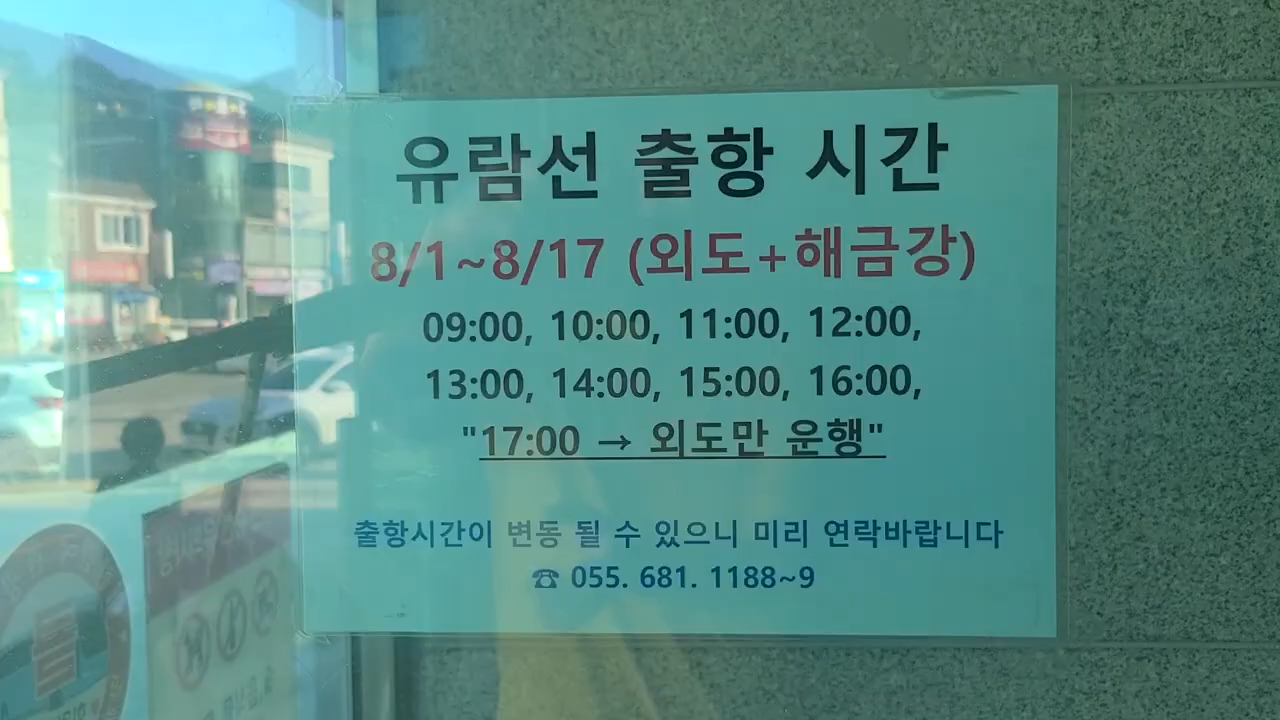 유람선 출항 시간
8/1~8/17 (외도+해금강)
09:00, 10:00, 11:00, 12:00,
13:00, 14:00, 15:00, 16:00,
"17:00 → 외도만 운행"
출항시간이 변동 될 수 있으니 미리 연락바랍니다
☎ 055. 681. 1188~9